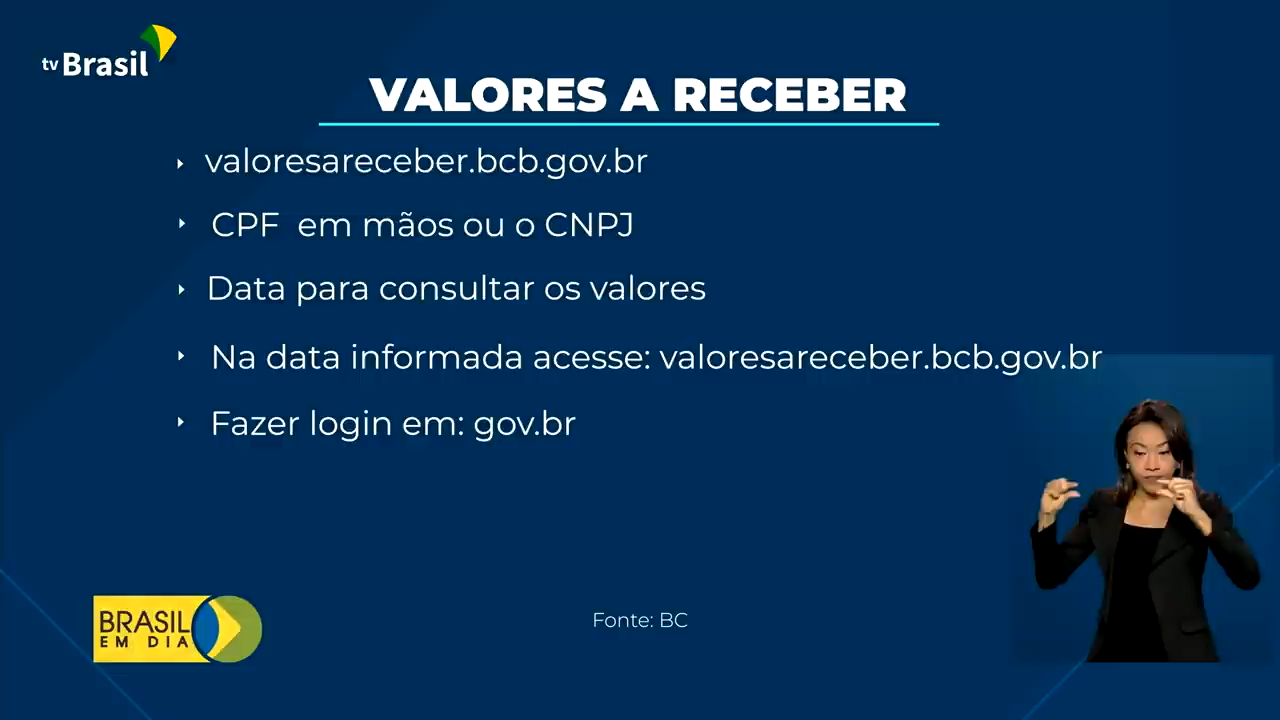 tv Brasil
VALORES A RECEBER
valoresareceber.bcb.gov.br
CPF em mãos ou o CNPJ
Data para consultar os valores
Na data informada acesse: valoresareceber.bcb.gov.br
Fazer login em: gov.br
BRASIL
EM DIA
Fonte: BC